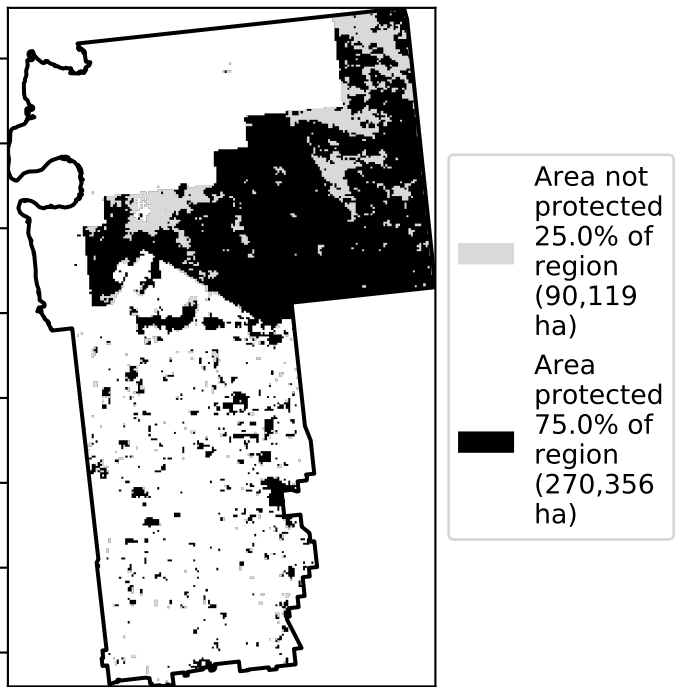 Area not
protected
25.0% of
region
(90,119
ha)
Area
protected
75.0% of
region
(270,356
ha)